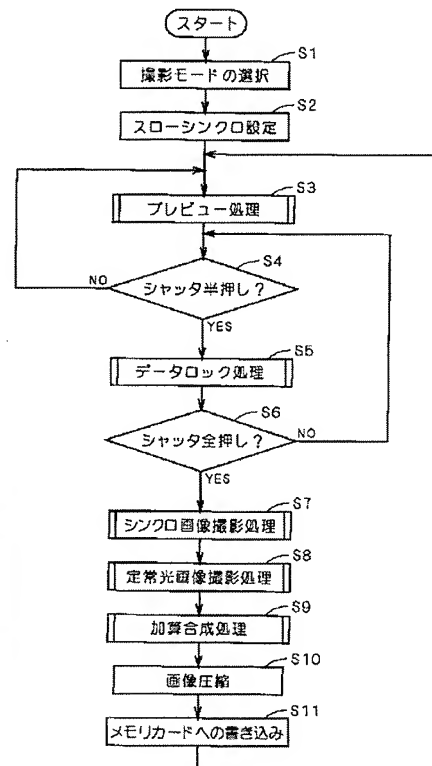 スタート
S1
撮影モードの選択
S2
スローシンクロ設定
S3
プレビュー処理
S4
NO
シャッタ半押し?
YES
S5
データロック処理
S6
シャッタ全押し?
NO
YES
S7
シンクロ画像撮影処理
S8
定常光画像撮影処理
S9
加算合成処理
S10
画像圧縮
S11
メモリカードへの書き込み